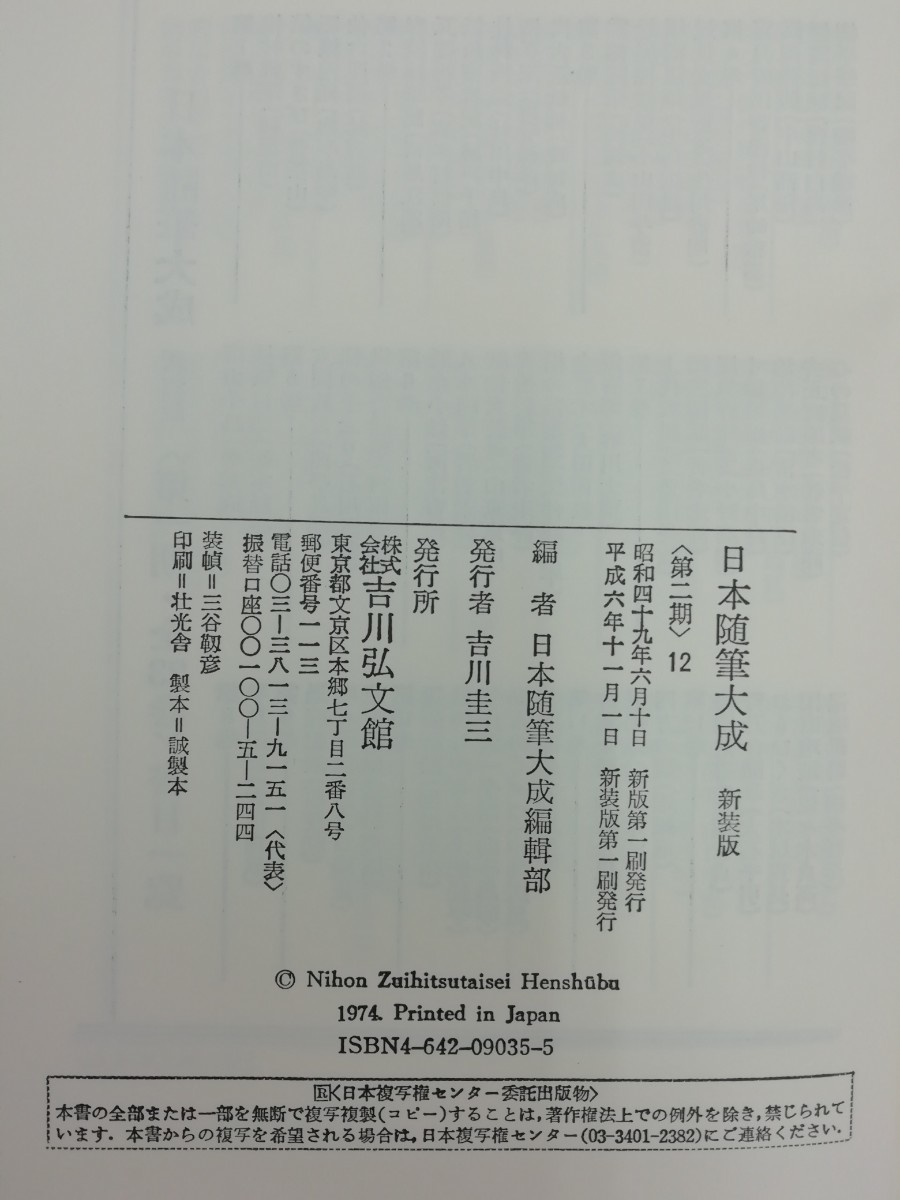 日本随筆大成 新装版
〈第二期〉12
昭和四十九年六月十日 新版第一刷発行
平成六年十一月一日 新装版第一刷発行
編 者 日本随筆大成編輯部
発行者 吉川圭三
発行所
株式会社吉川弘文館
東京都文京区本郷七丁目二番八号
郵便番号一一三
電話〇三―三八一三―九一五一〈代表〉
振替口座〇〇一〇〇―五―二四四
装幀=三谷靱彦
印刷=壮光舎 製本=誠製本
© Nihon Zuihitsutaisei Henshūbu
1974. Printed in Japan
ISBN4-642-09035-5
R〈日本複写権センター委託出版物〉
本書の全部または一部を無断で複写複製(コピー)することは,著作権法上での例外を除き,禁じられて
います.本書からの複写を希望される場合は,日本複写権センター(03-3401-2382)にご連絡ください.